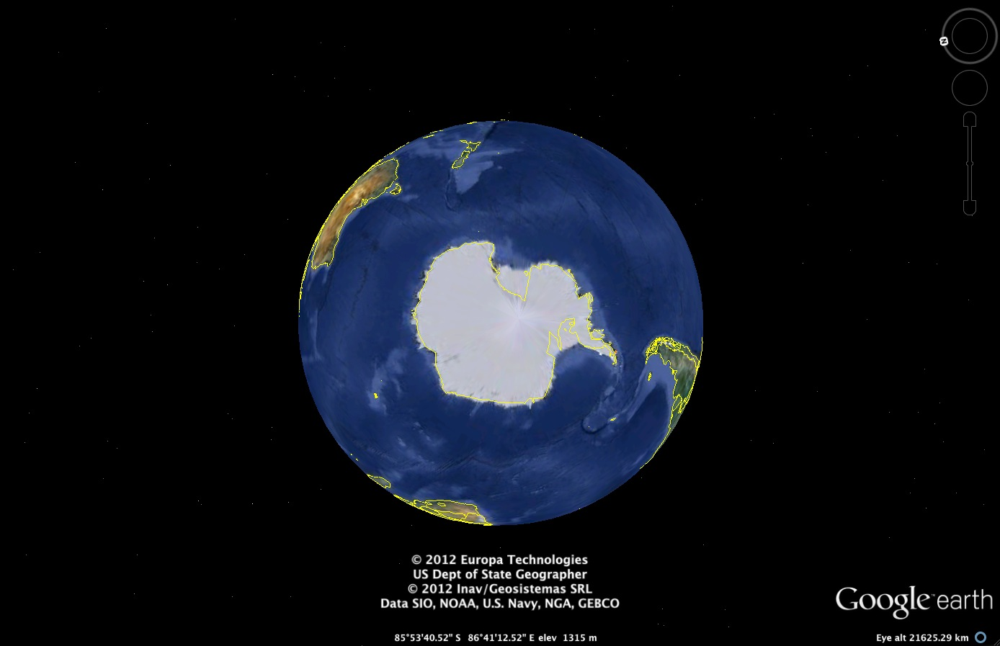 N
© 2012 Europa Technologies
US Dept of State Geographer
© 2012 Inav/Geosistemas SRL
Data SIO, NOAA, U.S. Navy, NGA, GEBCO
Google™ earth
85°53'40.52" S 86°41'12.52" E elev 1315 m
Eye alt 21625.29 km